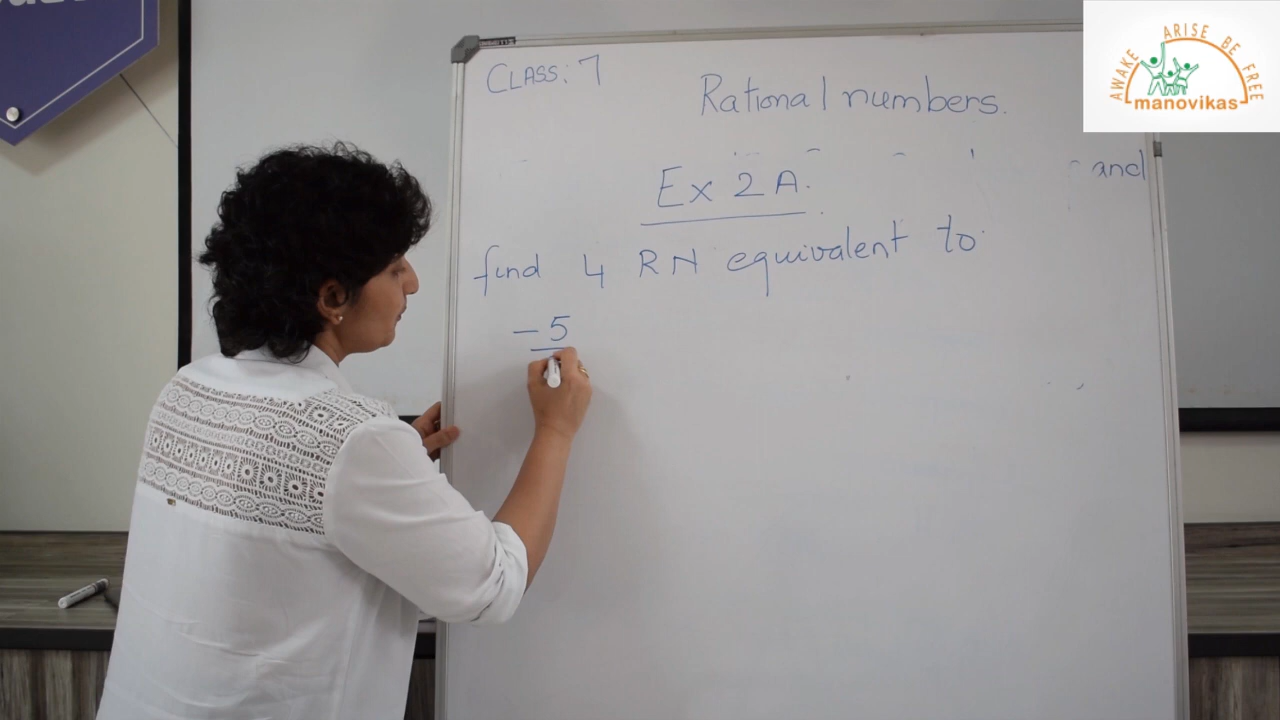 CLASS: 7
Rational numbers.
and
Ex 2A.
find 4 RN equivalent to
-5
AWAKE ARISE BE FREE
manovikas